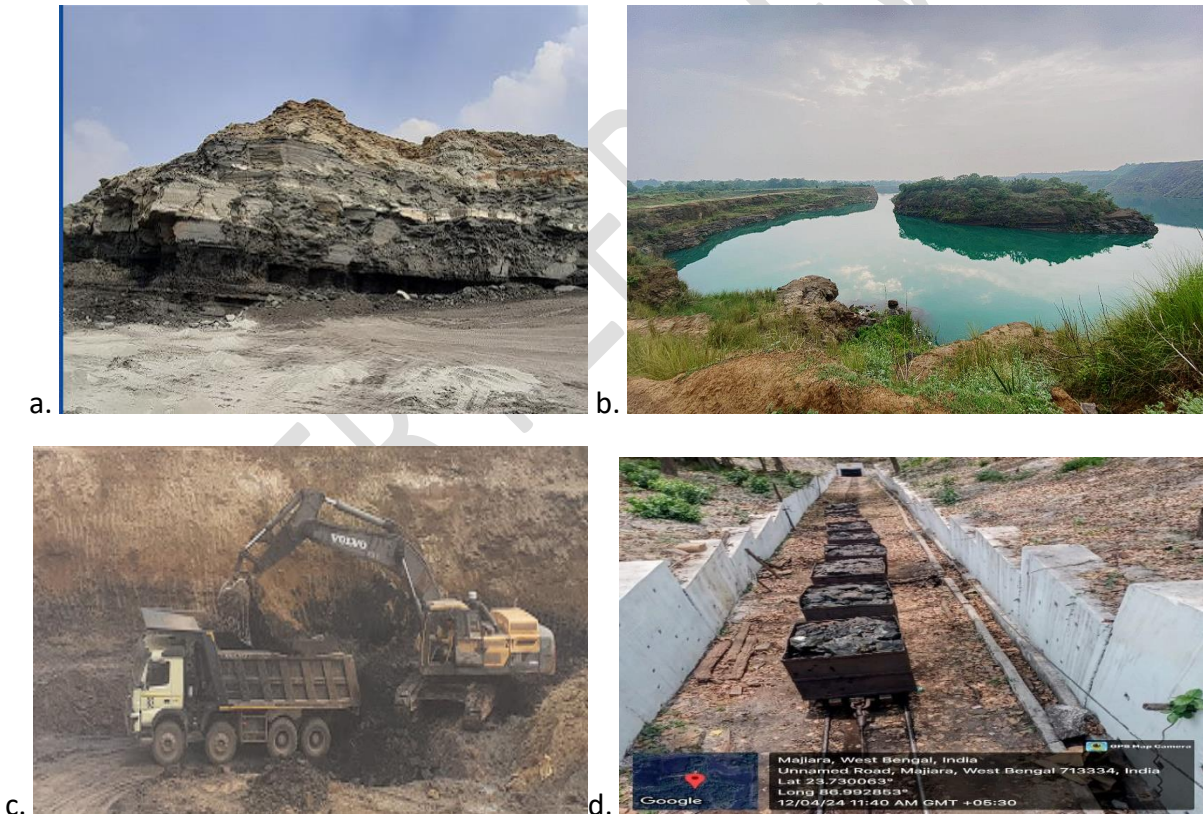 a.
b.
VOLVO
c.
d.
GPS Map Camera
Majiara, West Bengal, India
Unnamed Road, Majiara, West Bengal 713334, India
Lat 23.730063°
Long 86.992853°
12/04/24 11:40 AM GMT +05:30
Google